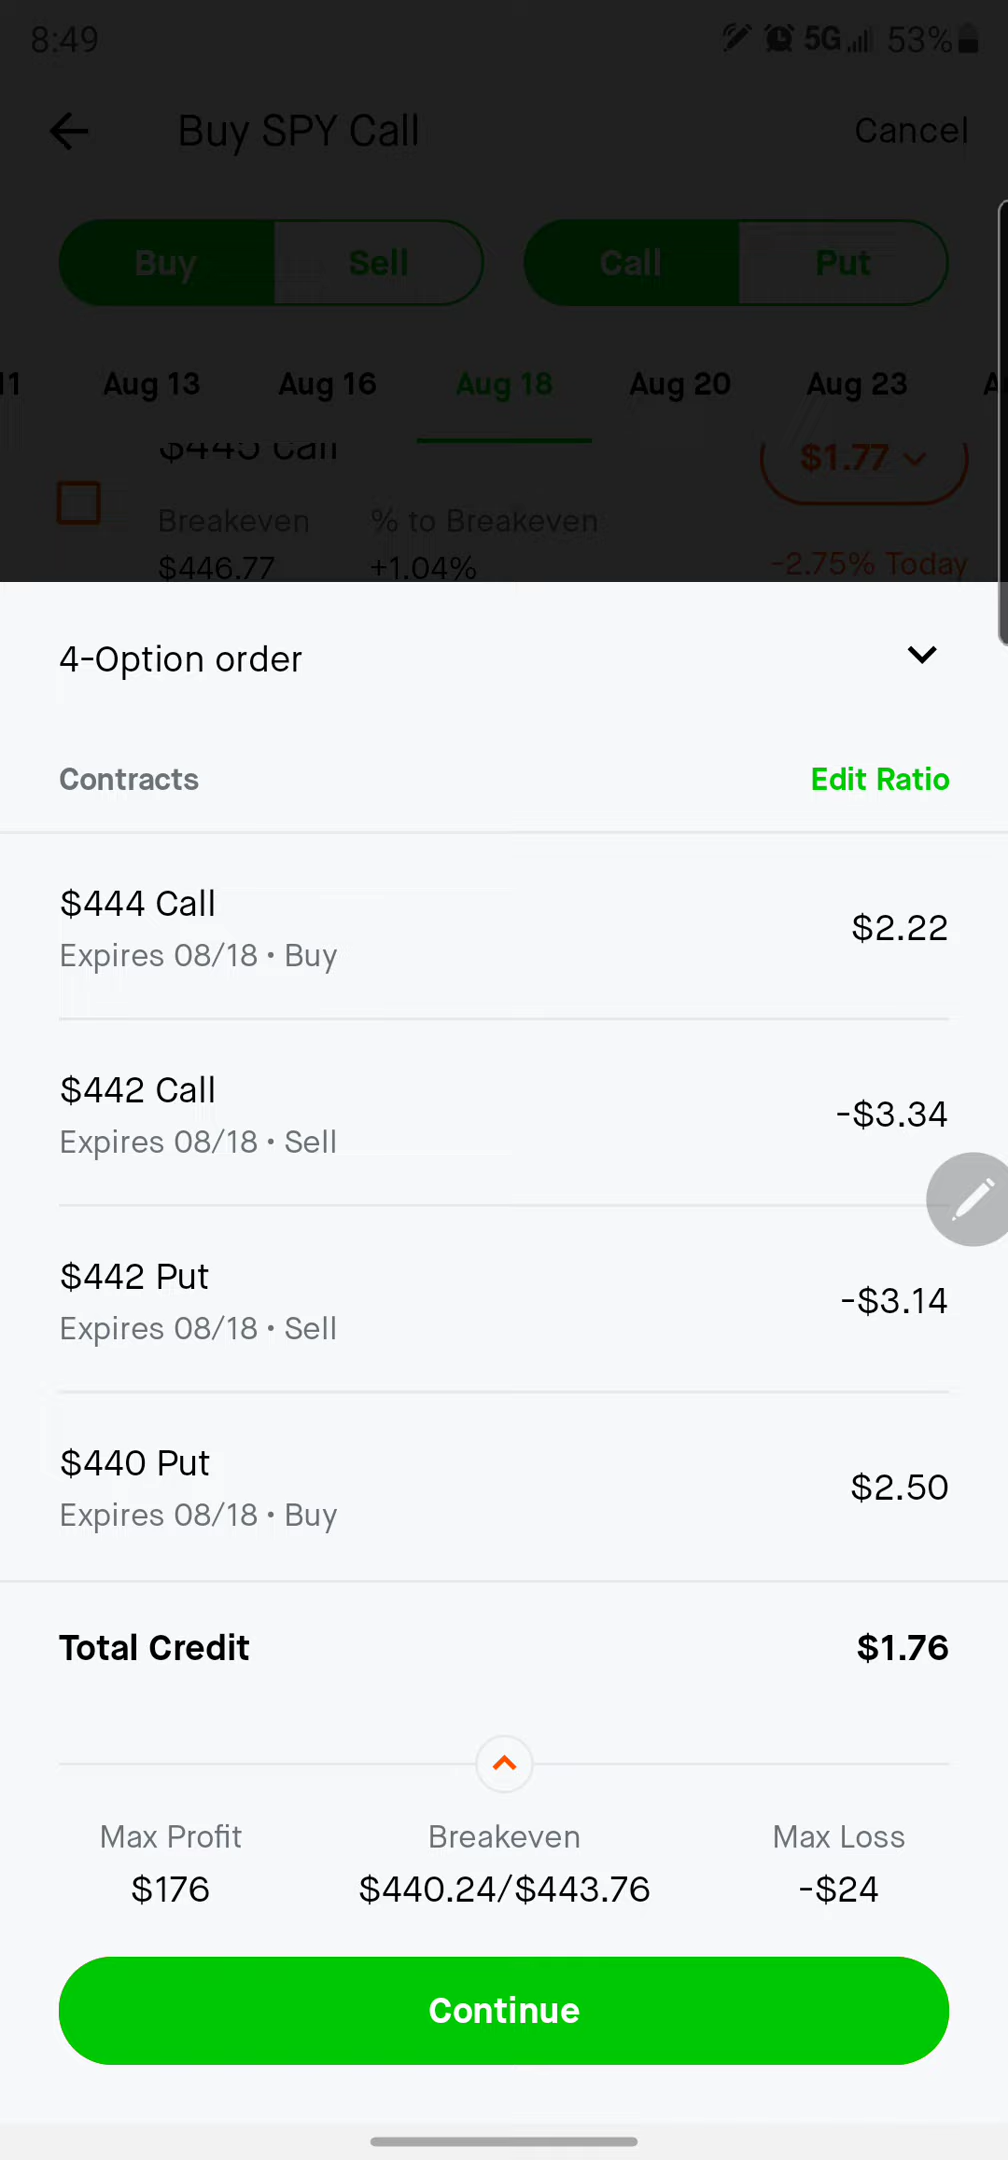 8:49
5G 53%
Buy SPY Call Cancel
Buy Sell Call Put
11 Aug 13 Aug 16 Aug 18 Aug 20 Aug 23 A
$445 Call $1.77
Breakeven % to Breakeven
$446.77 +1.04% -2.75% Today
4-Option order
Contracts Edit Ratio
$444 Call
Expires 08/18 • Buy $2.22
$442 Call
Expires 08/18 • Sell -$3.34
$442 Put
Expires 08/18 • Sell -$3.14
$440 Put
Expires 08/18 • Buy $2.50
Total Credit $1.76
Max Profit Breakeven Max Loss
$176 $440.24/$443.76 -$24
Continue